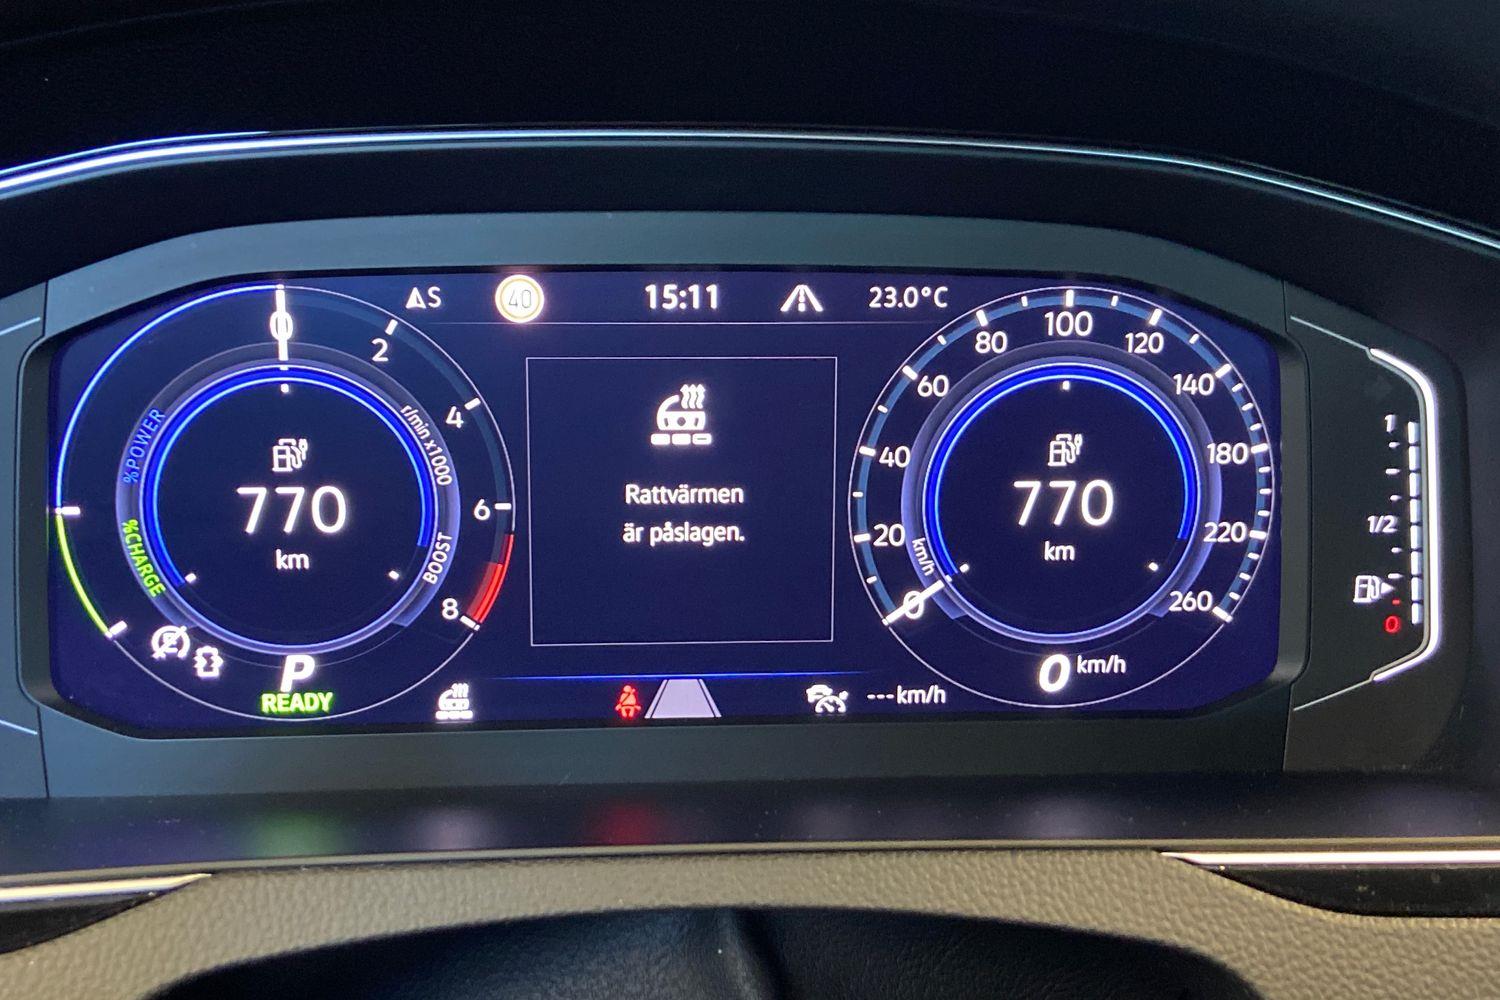 S
40
15:11
23.0°C
0
2
4
6
8
r/min x1000
%POWER
%CHARGE
BOOST
770
km
P
READY
Rattvärmen
är påslagen.
--- km/h
0
20
40
60
80
100
120
140
180
220
260
km/h
770
km
0 km/h
1
1/2
0